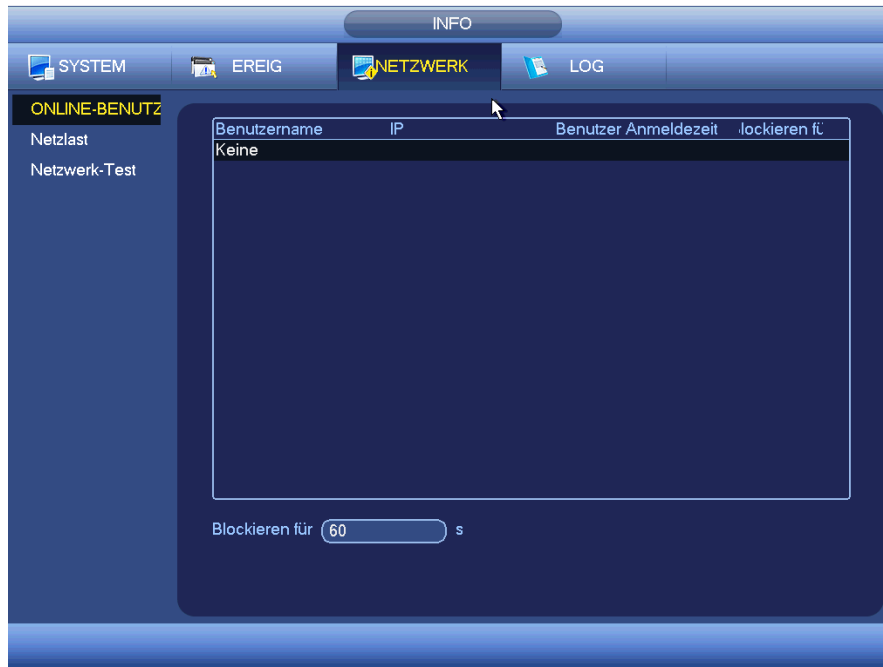 INFO
SYSTEM EREIG NETZWERK LOG
ONLINE-BENUTZ
Netzlast
Netzwerk-Test
Benutzername IP Benutzer Anmeldezeit lockieren fü
Keine
Blockieren für 60 s